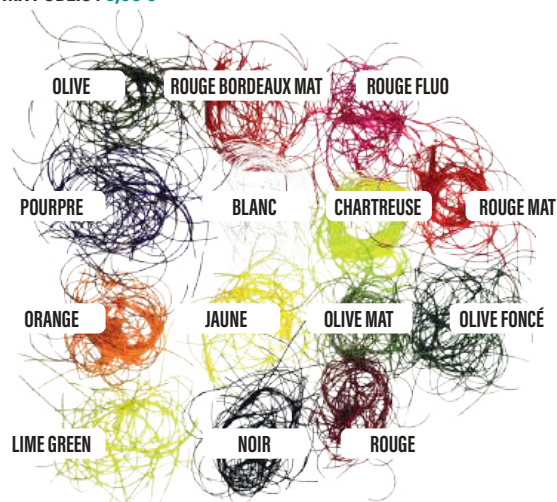 OLIVE
ROUGE BORDEAUX MAT
ROUGE FLUO
POURPRE
BLANC
CHARTREUSE
ROUGE MAT
ORANGE
JAUNE
OLIVE MAT
OLIVE FONCÉ
LIME GREEN
NOIR
ROUGE